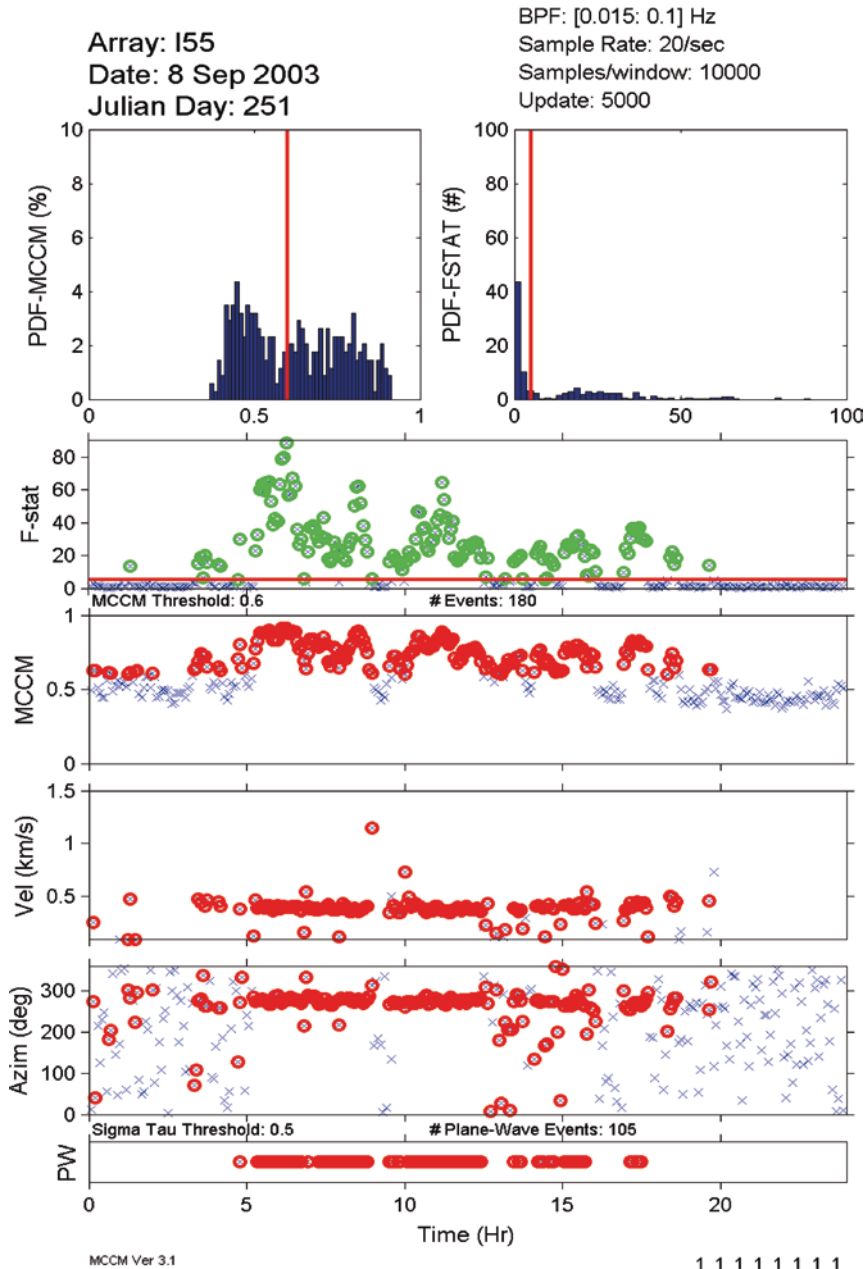 Array: I55
Date: 8 Sep 2003
Julian Day: 251
BPF: [0.015: 0.1] Hz
Sample Rate: 20/sec
Samples/window: 10000
Update: 5000
PDF-MCCM (%)
10
8
6
4
2
0
0
0.5
1
PDF-FSTAT (#)
100
80
60
40
20
0
0
50
100
F-stat
80
60
40
20
0
MCCM Threshold: 0.6
# Events: 180
MCCM
1
0.5
0
Vel (km/s)
1.5
1
0.5
Azim (deg)
300
200
100
0
Sigma Tau Threshold: 0.5
# Plane-Wave Events: 105
PW
0
5
10
15
20
Time (Hr)
MCCM Ver 3.1
1 1 1 1 1 1 1 1